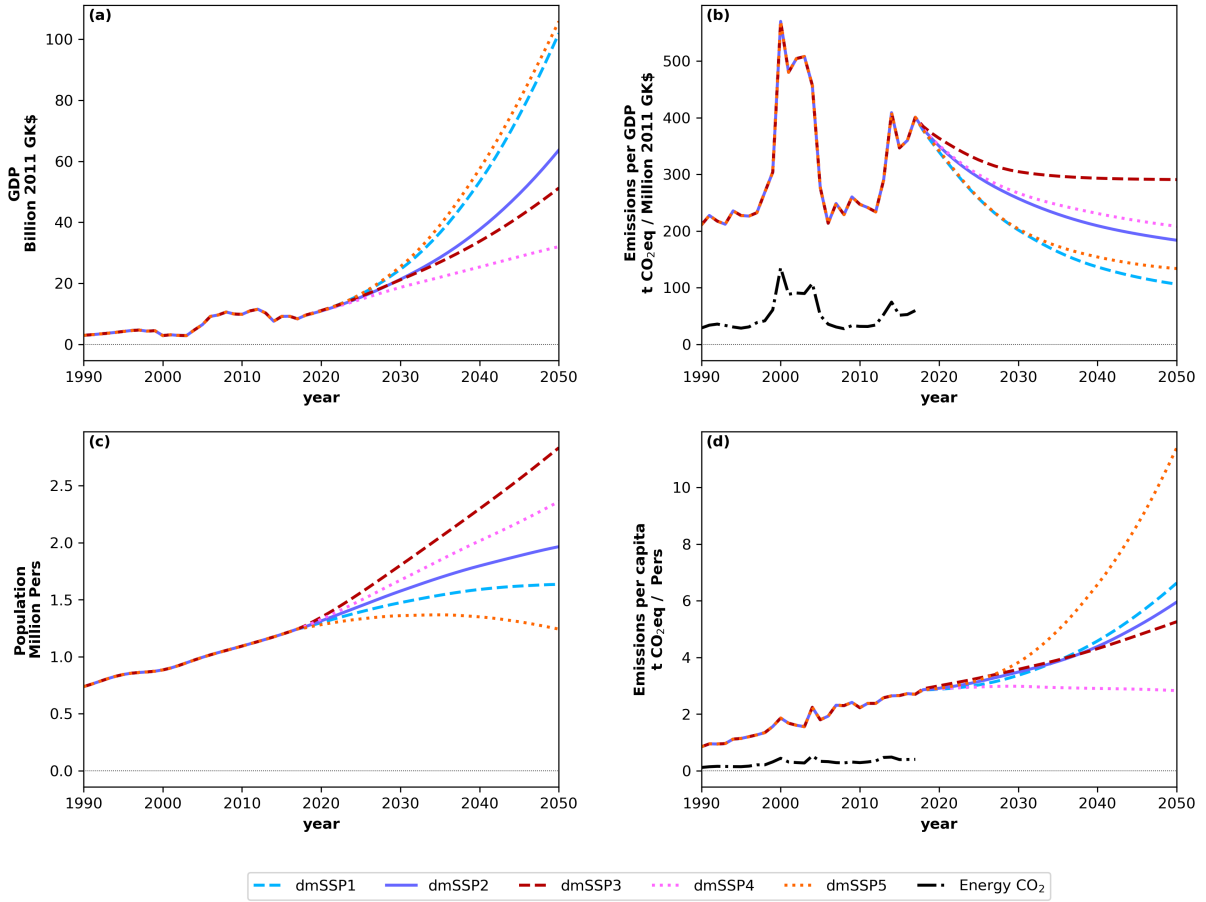 (a)
GDP
Billion 2011 GK$
100
80
60
40
20
0
1990 2000 2010 2020 2030 2040 2050
year
(b)
Emissions per GDP
t CO₂eq / Million 2011 GK$
500
400
300
200
100
0
1990 2000 2010 2020 2030 2040 2050
year
(c)
Population
Million Pers
2.5
2.0
1.5
1.0
0.5
0.0
1990 2000 2010 2020 2030 2040 2050
year
(d)
Emissions per capita
t CO₂eq / Pers
10
8
6
4
2
0
1990 2000 2010 2020 2030 2040 2050
year
dmSSP1 dmSSP2 dmSSP3 dmSSP4 dmSSP5 Energy CO₂